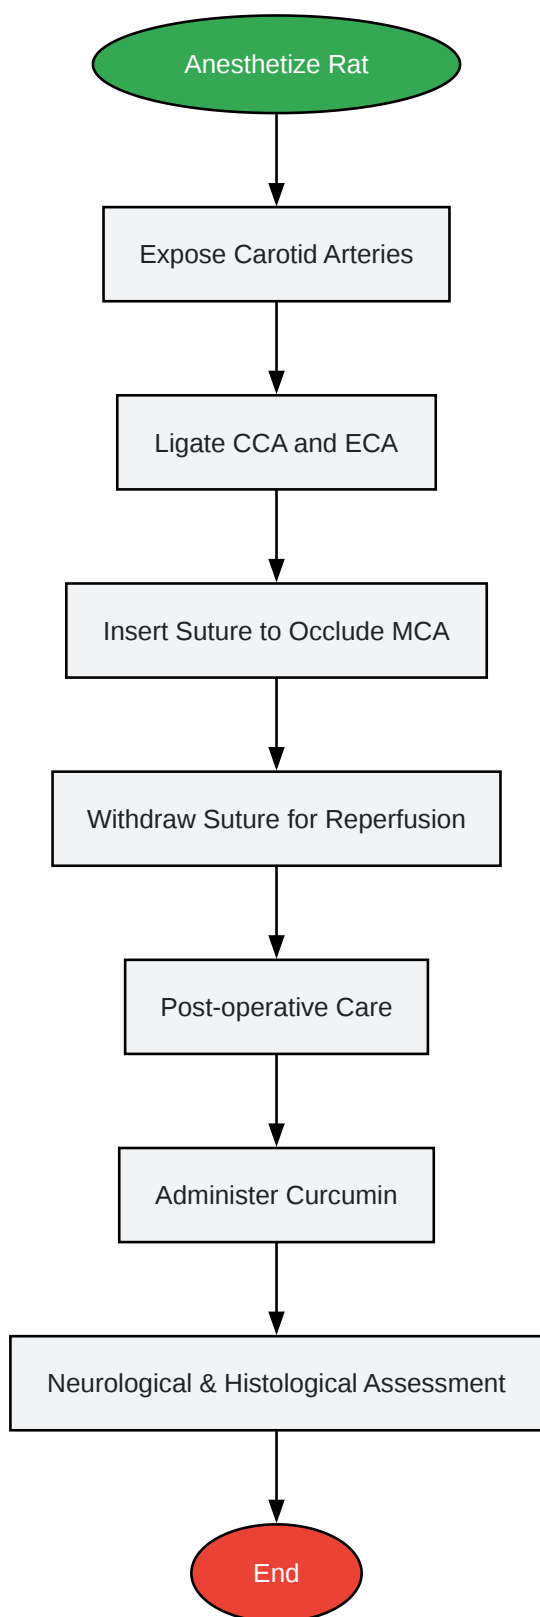 Anesthetize Rat
Expose Carotid Arteries
Ligate CCA and ECA
Insert Suture to Occlude MCA
Withdraw Suture for Reperfusion
Post-operative Care
Administer Curcumin
Neurological & Histological Assessment
End